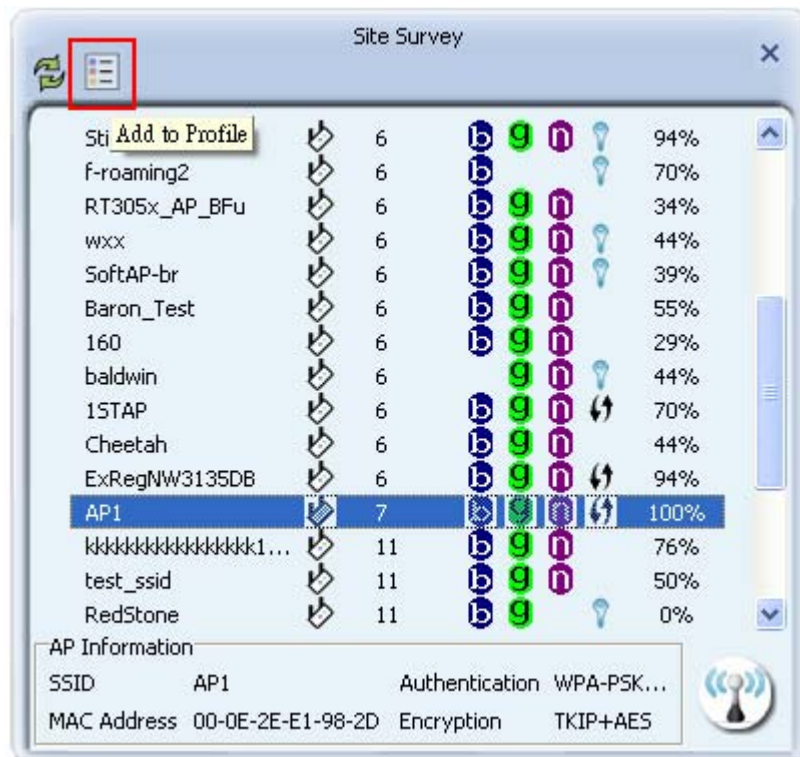 Site Survey
Add to Profile
Sti 6 b g n 94%
f-roaming2 6 b 70%
RT305x_AP_BFu 6 b g n 34%
wxx 6 b g n 44%
SoftAP-br 6 b g n 39%
Baron_Test 6 b g n 55%
160 6 b g n 29%
baldwin 6 g n 44%
1STAP 6 b g n 70%
Cheetah 6 b g n 44%
ExRegNW3135DB 6 b g n 94%
AP1 7 b g n 100%
kkkkkkkkkkkkkkkkk1... 11 b g n 76%
test_ssid 11 b g n 50%
RedStone 11 b g 0%
AP Information
SSID AP1 Authentication WPA-PSK...
MAC Address 00-0E-2E-E1-98-2D Encryption TKIP+AES